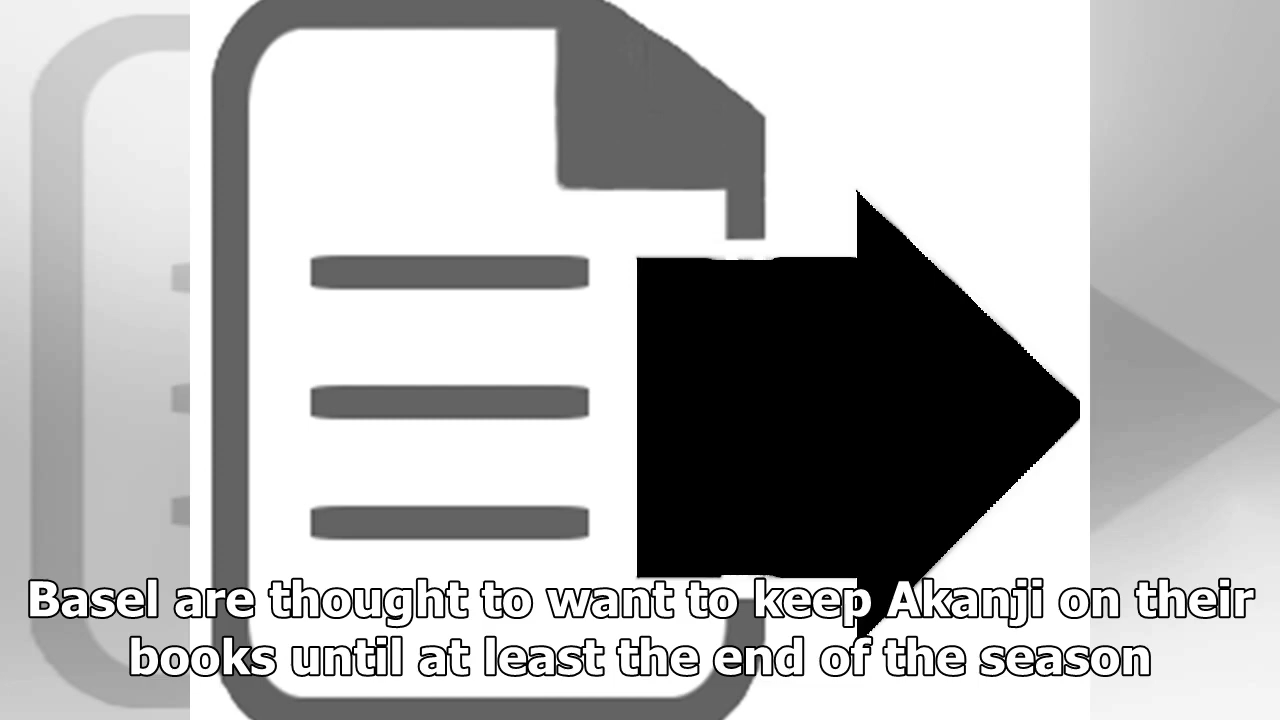 Basel are thought to want to keep Akanji on their
books until at least the end of the season